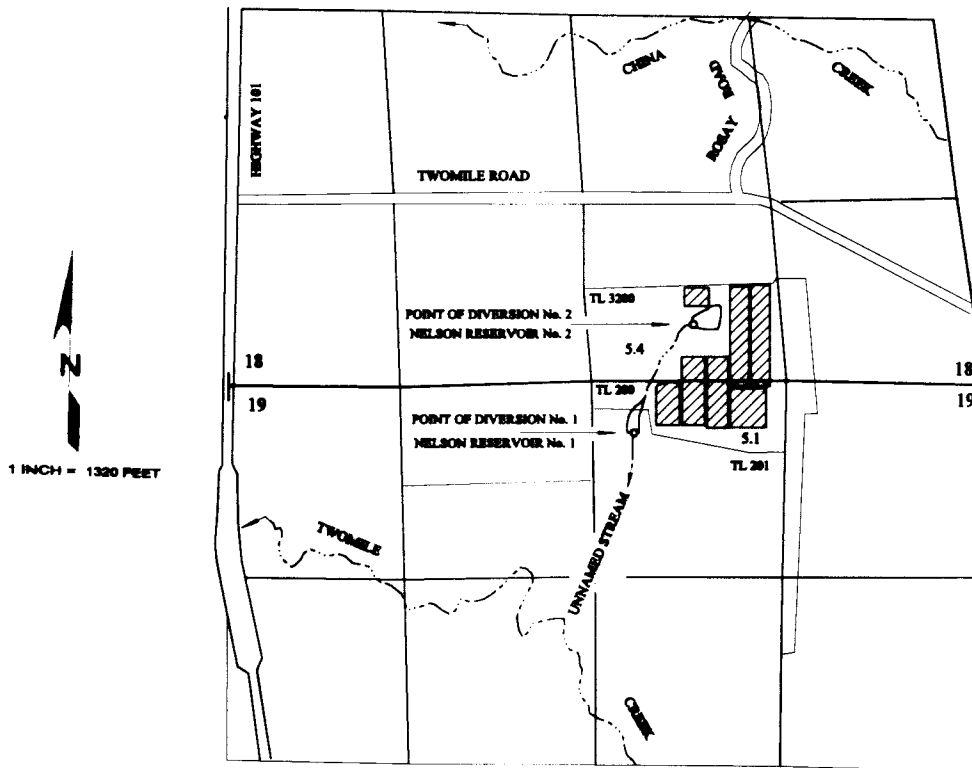 CHINA
CREEK
ROBAY
ROAD
HIGHWAY 101
TWOMILE ROAD
N
1 INCH = 1320 FEET
TL 3200
POINT OF DIVERSION No. 2
NELSON RESERVOIR No. 2
5.4
18
18
19
19
TL 200
POINT OF DIVERSION No. 1
NELSON RESERVOIR No. 1
5.1
TL 201
TWOMILE
UNNAMED STREAM
CREEK